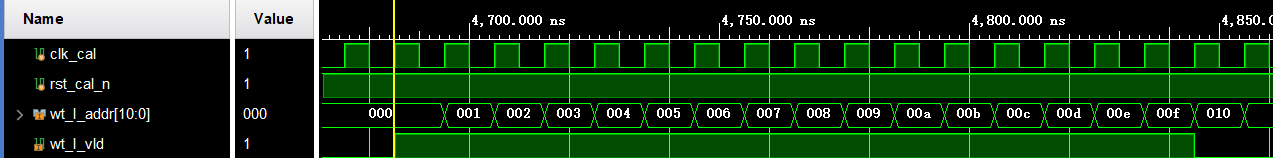 Name Value 4,700.000 ns 4,750.000 ns 4,800.000 ns 4,850.00
clk_cal 1
rst_cal_n 1
wt_l_addr[10:0] 000 000 001 002 003 004 005 006 007 008 009 00a 00b 00c 00d 00e 00f 010
wt_l_vld 1